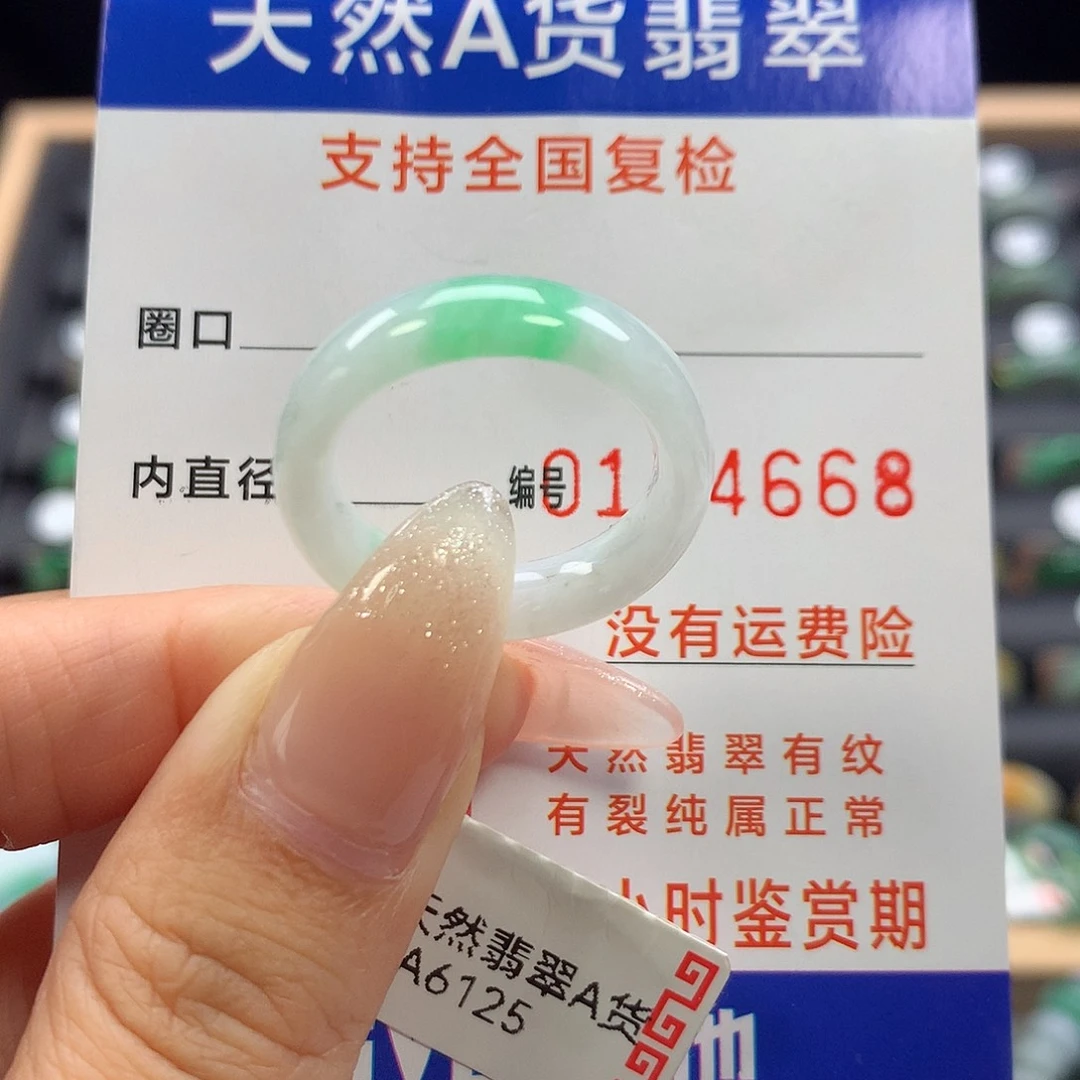 天然A货翡翠
支持全国复检
圈口
内直径
编号01 4668
没有运费险
天然翡翠有纹
有裂纯属正常
小时鉴赏期
天然翡翠A货
A6125